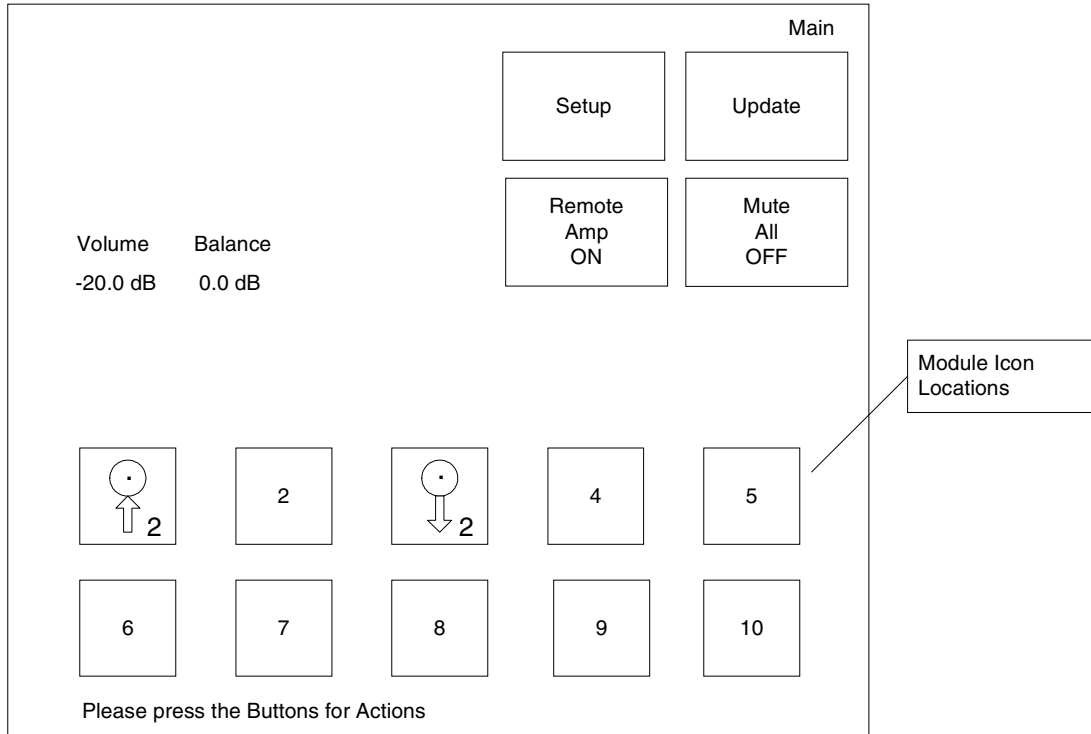 Main
Setup
Update
Remote
Amp
ON
Mute
All
OFF
Volume
Balance
-20.0 dB
0.0 dB
Module Icon
Locations
2
2
2
4
5
6
7
8
9
10
Please press the Buttons for Actions